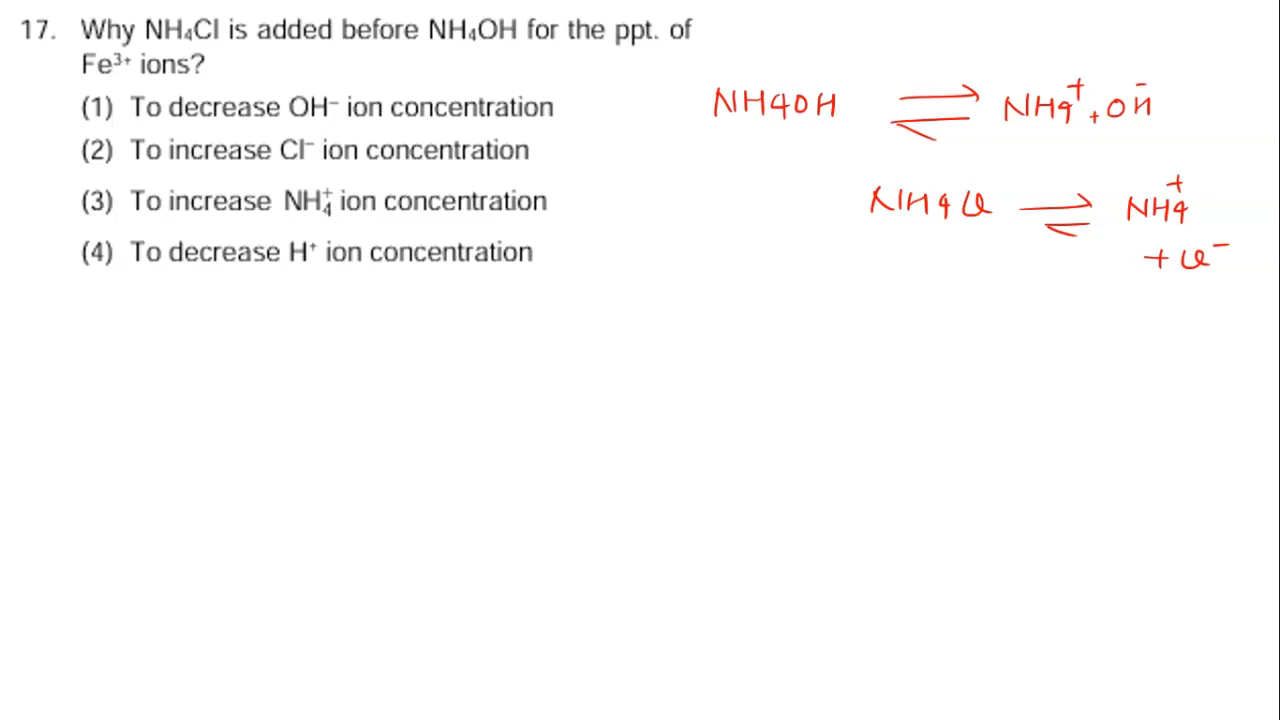 17. Why NH₄Cl is added before NH₄OH for the ppt. of
Fe³⁺ ions?
(1) To decrease OH⁻ ion concentration
(2) To increase Cl⁻ ion concentration
(3) To increase NH₄⁺ ion concentration
(4) To decrease H⁺ ion concentration
NH4OH ⇌ NH4⁺ + OH⁻
NH4Cl ⇌ NH4⁺
+ Cl⁻